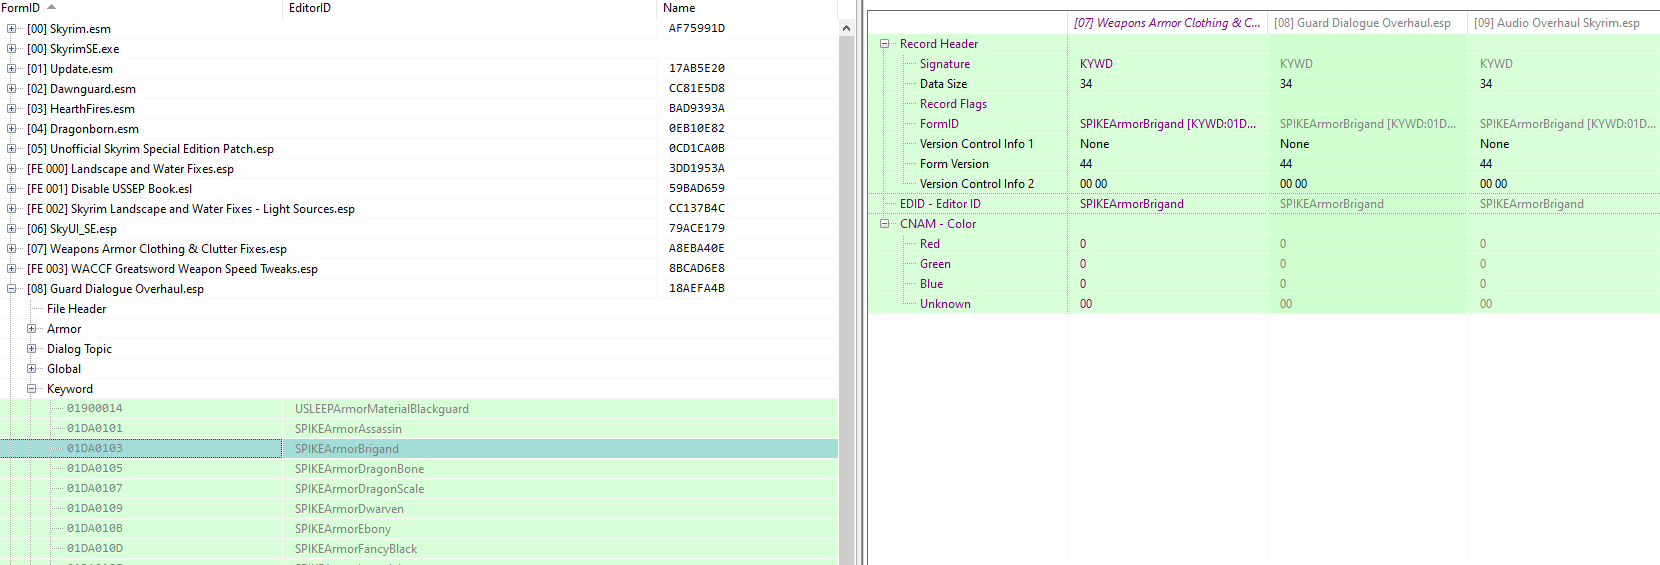 FormID EditorID Name
[00] Skyrim.esm AF75991D
[00] SkyrimSE.exe
[01] Update.esm 17AB5E20
[02] Dawnguard.esm CC81E5D8
[03] HearthFires.esm BAD9393A
[04] Dragonborn.esm 0EB10E82
[05] Unofficial Skyrim Special Edition Patch.esp 0CD1CA0B
[FE 000] Landscape and Water Fixes.esp 3DD1953A
[FE 001] Disable USSEP Book.esl 59BAD659
[FE 002] Skyrim Landscape and Water Fixes - Light Sources.esp CC137B4C
[06] SkyUI_SE.esp 79ACE179
[07] Weapons Armor Clothing & Clutter Fixes.esp A8EBA40E
[FE 003] WACCF Greatsword Weapon Speed Tweaks.esp 8BCAD6E8
[08] Guard Dialogue Overhaul.esp 18AEFA4B
File Header
Armor
Dialog Topic
Global
Keyword
01900014 USLEEPArmorMaterialBlackguard
01DA0101 SPIKEArmorAssassin
01DA0103 SPIKEArmorBrigand
01DA0105 SPIKEArmorDragonBone
01DA0107 SPIKEArmorDragonScale
01DA0109 SPIKEArmorDwarven
01DA010B SPIKEArmorEbony
01DA010D SPIKEArmorFancyBlack
[07] Weapons Armor Clothing & C... [08] Guard Dialogue Overhaul.esp [09] Audio Overhaul Skyrim.esp
Record Header
Signature KYWD KYWD KYWD
Data Size 34 34 34
Record Flags
FormID SPIKEArmorBrigand [KYWD:01D... SPIKEArmorBrigand [KYWD:01D... SPIKEArmorBrigand [KYWD:01D...
Version Control Info 1 None None None
Form Version 44 44 44
Version Control Info 2 00 00 00 00 00 00
EDID - Editor ID SPIKEArmorBrigand SPIKEArmorBrigand SPIKEArmorBrigand
CNAM - Color
Red 0 0 0
Green 0 0 0
Blue 0 0 0
Unknown 00 00 00